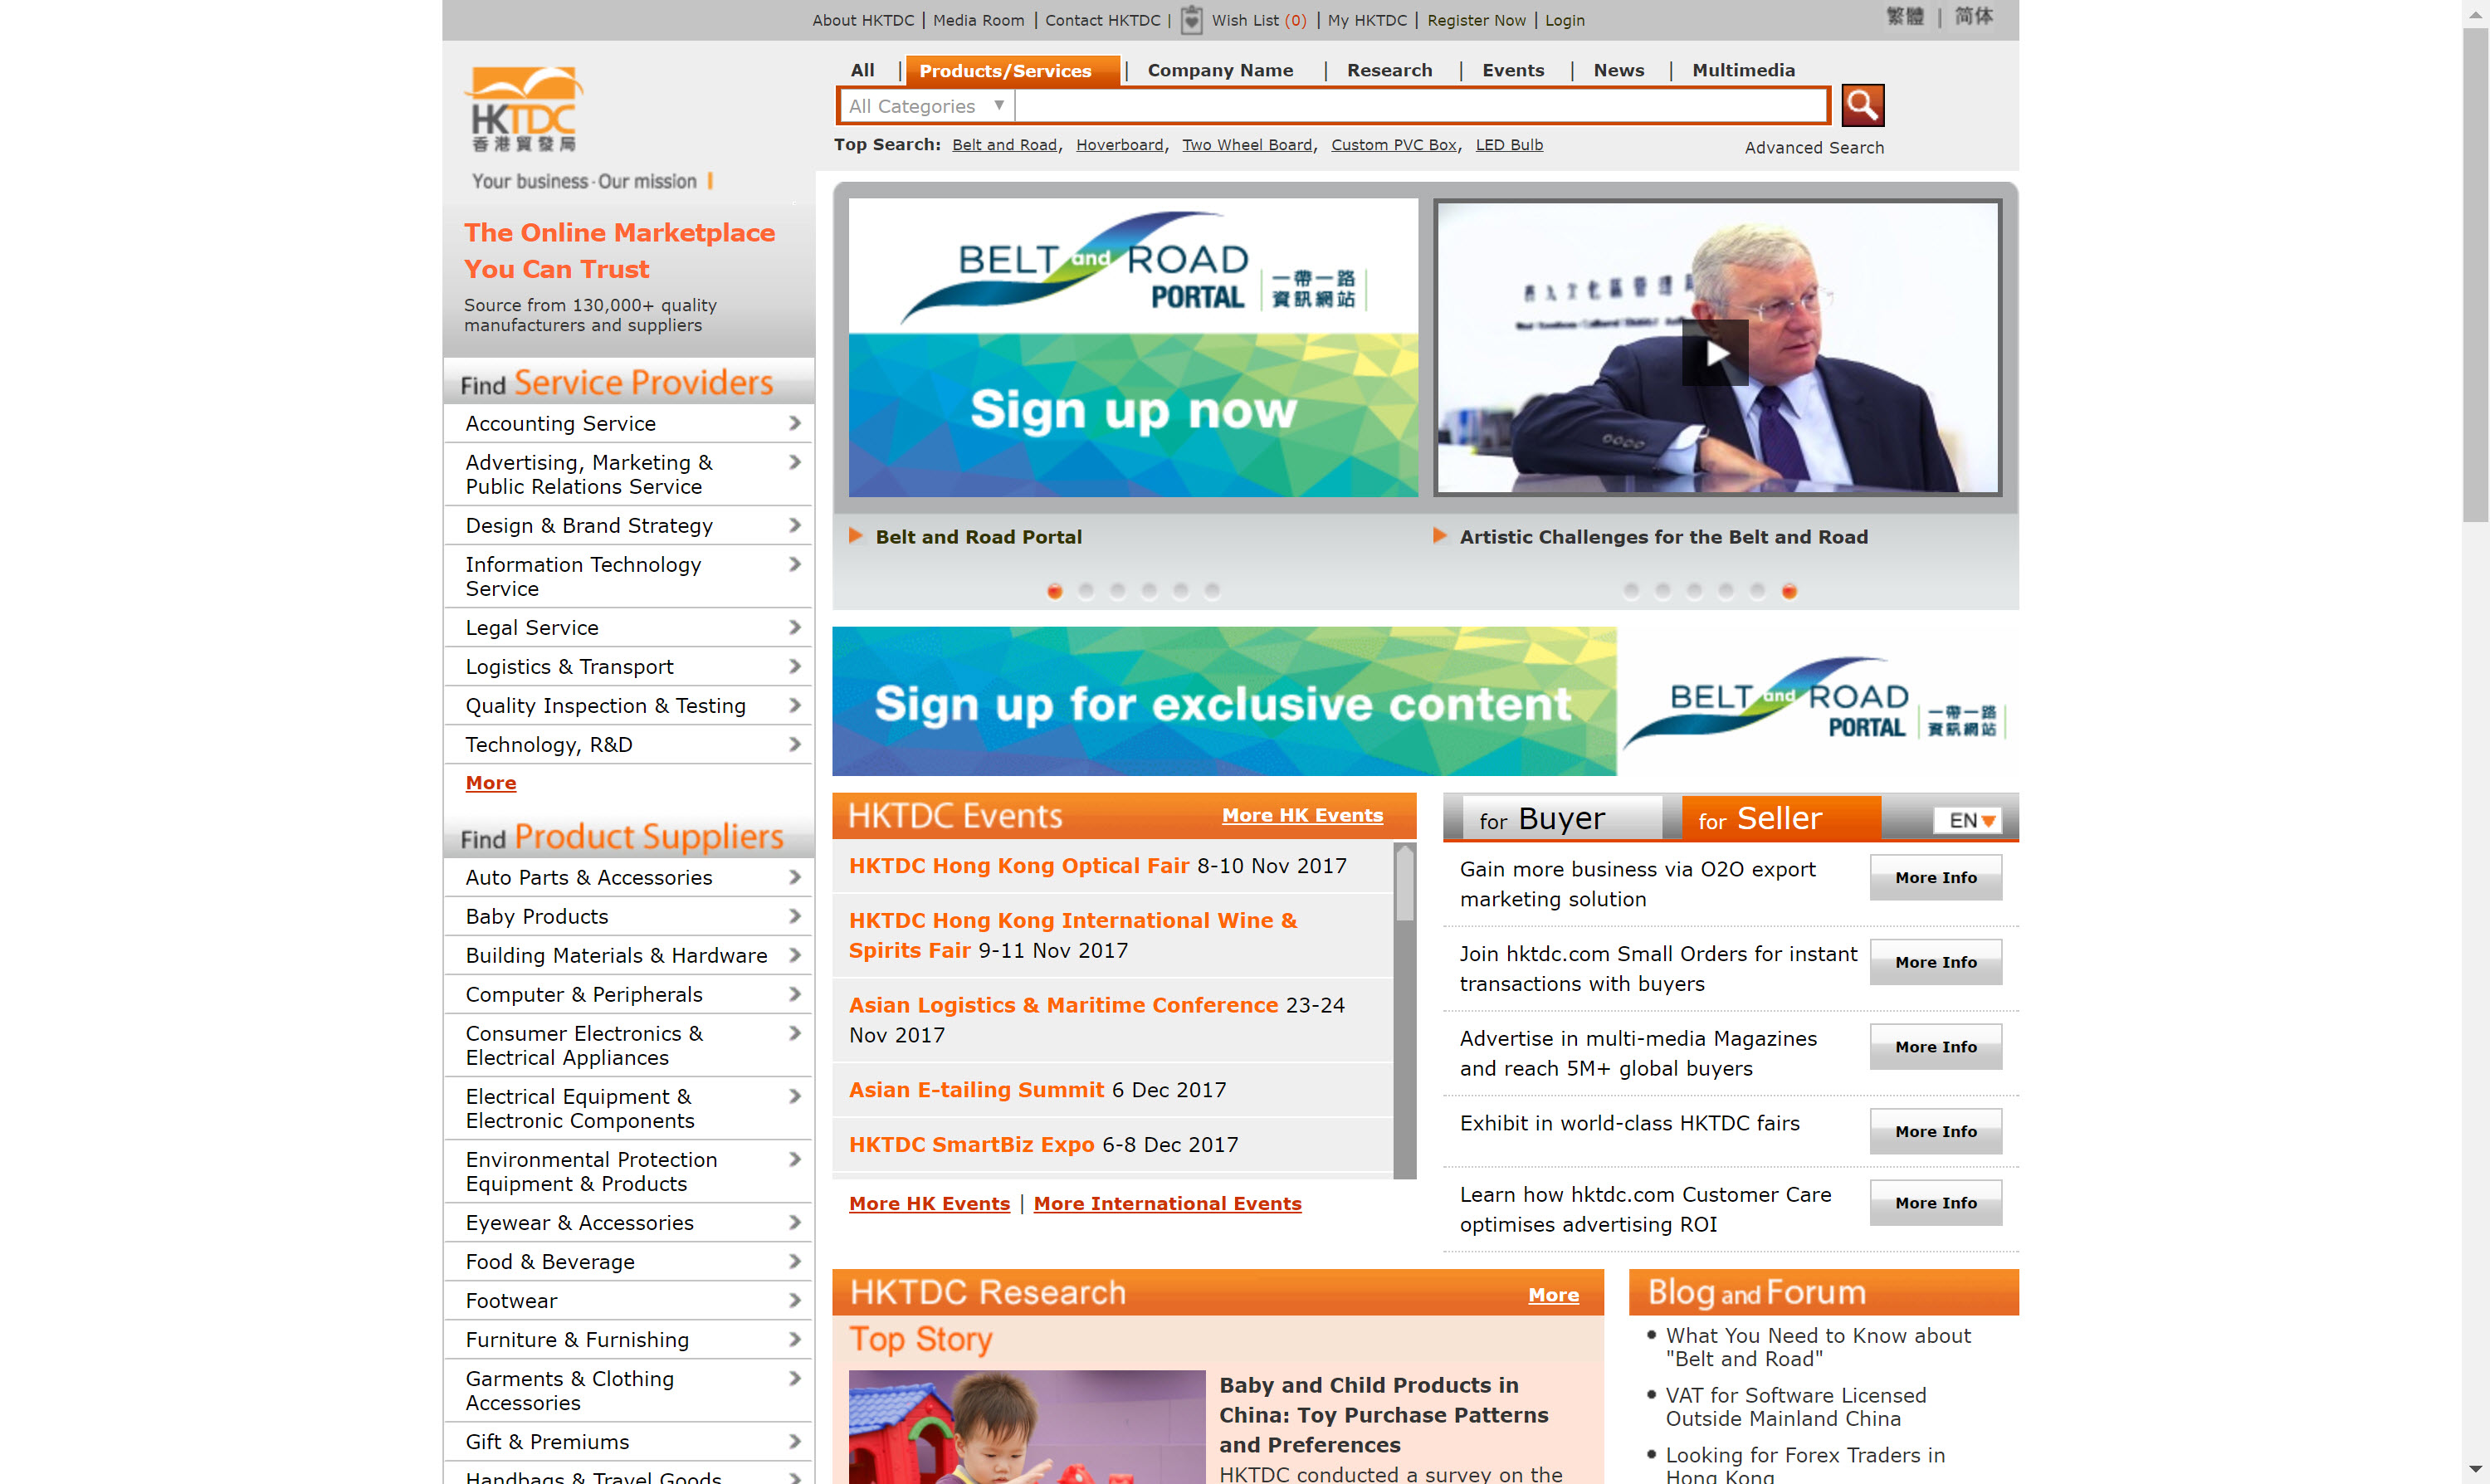 About HKTDC | Media Room | Contact HKTDC | Wish List (0) | My HKTDC | Register Now | Login
繁體 | 简体
HKTDC
香港貿發局
Your business · Our mission
All | Products/Services | Company Name | Research | Events | News | Multimedia
All Categories
Top Search: Belt and Road, Hoverboard, Two Wheel Board, Custom PVC Box, LED Bulb
Advanced Search
The Online Marketplace
You Can Trust
Source from 130,000+ quality
manufacturers and suppliers
Find Service Providers
Accounting Service
Advertising, Marketing &
Public Relations Service
Design & Brand Strategy
Information Technology
Service
Legal Service
Logistics & Transport
Quality Inspection & Testing
Technology, R&D
More
Find Product Suppliers
Auto Parts & Accessories
Baby Products
Building Materials & Hardware
Computer & Peripherals
Consumer Electronics &
Electrical Appliances
Electrical Equipment &
Electronic Components
Environmental Protection
Equipment & Products
Eyewear & Accessories
Food & Beverage
Footwear
Furniture & Furnishing
Garments & Clothing
Accessories
Gift & Premiums
Handbags & Travel Goods
BELT and ROAD
PORTAL
一帶一路
資訊網站
Sign up now
Belt and Road Portal
Artistic Challenges for the Belt and Road
Sign up for exclusive content
BELT and ROAD
PORTAL
一帶一路
資訊網站
HKTDC Events
More HK Events
HKTDC Hong Kong Optical Fair 8-10 Nov 2017
HKTDC Hong Kong International Wine &
Spirits Fair 9-11 Nov 2017
Asian Logistics & Maritime Conference 23-24
Nov 2017
Asian E-tailing Summit 6 Dec 2017
HKTDC SmartBiz Expo 6-8 Dec 2017
More HK Events | More International Events
for Buyer
for Seller
EN
Gain more business via O2O export
marketing solution
More Info
Join hktdc.com Small Orders for instant
transactions with buyers
More Info
Advertise in multi-media Magazines
and reach 5M+ global buyers
More Info
Exhibit in world-class HKTDC fairs
More Info
Learn how hktdc.com Customer Care
optimises advertising ROI
More Info
HKTDC Research
More
Top Story
Baby and Child Products in
China: Toy Purchase Patterns
and Preferences
HKTDC conducted a survey on the
Blog and Forum
What You Need to Know about
"Belt and Road"
VAT for Software Licensed
Outside Mainland China
Looking for Forex Traders in
Hong Kong